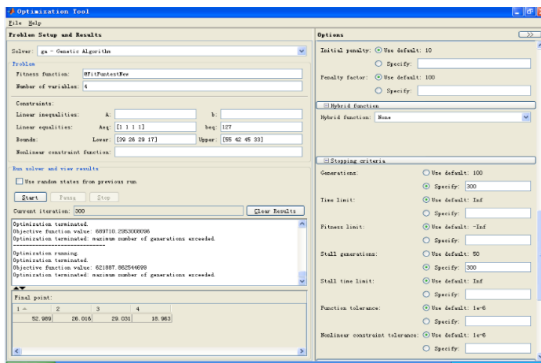 Optimization Tool
File Help
Problem Setup and Results
Solver: ga - Genetic Algorithm
Problem
Fitness function: @FitFuntestNew
Number of variables: 4
Constraints:
Linear inequalities: A: b:
Linear equalities: Aeq: [1 1 1 1] beq: 127
Bounds: Lower: [39 26 29 17] Upper: [55 42 45 33]
Nonlinear constraint function:
Run solver and view results
Use random states from previous run
Start Pause Stop
Current iteration: 300 Clear Results
Optimization terminated.
Objective function value:
Optimization terminated: maximum number of generations exceeded.
Optimization running.
Optimization terminated.
Objective function value:
Optimization terminated: maximum number of generations exceeded.
Final point:
1 2 3 4
52.989 26.016 29.031 18.963
Options >>
Initial penalty: Use default: 10
Specify:
Penalty factor: Use default: 100
Specify:
Hybrid function
Hybrid function: None
Stopping criteria
Generations: Use default: 100
Specify: 300
Time limit: Use default: Inf
Specify:
Fitness limit: Use default: -Inf
Specify:
Stall generations: Use default: 50
Specify: 300
Stall time limit: Use default: Inf
Specify:
Function tolerance: Use default: 1e-6
Specify:
Nonlinear constraint tolerance: Use default: 1e-6
Specify: